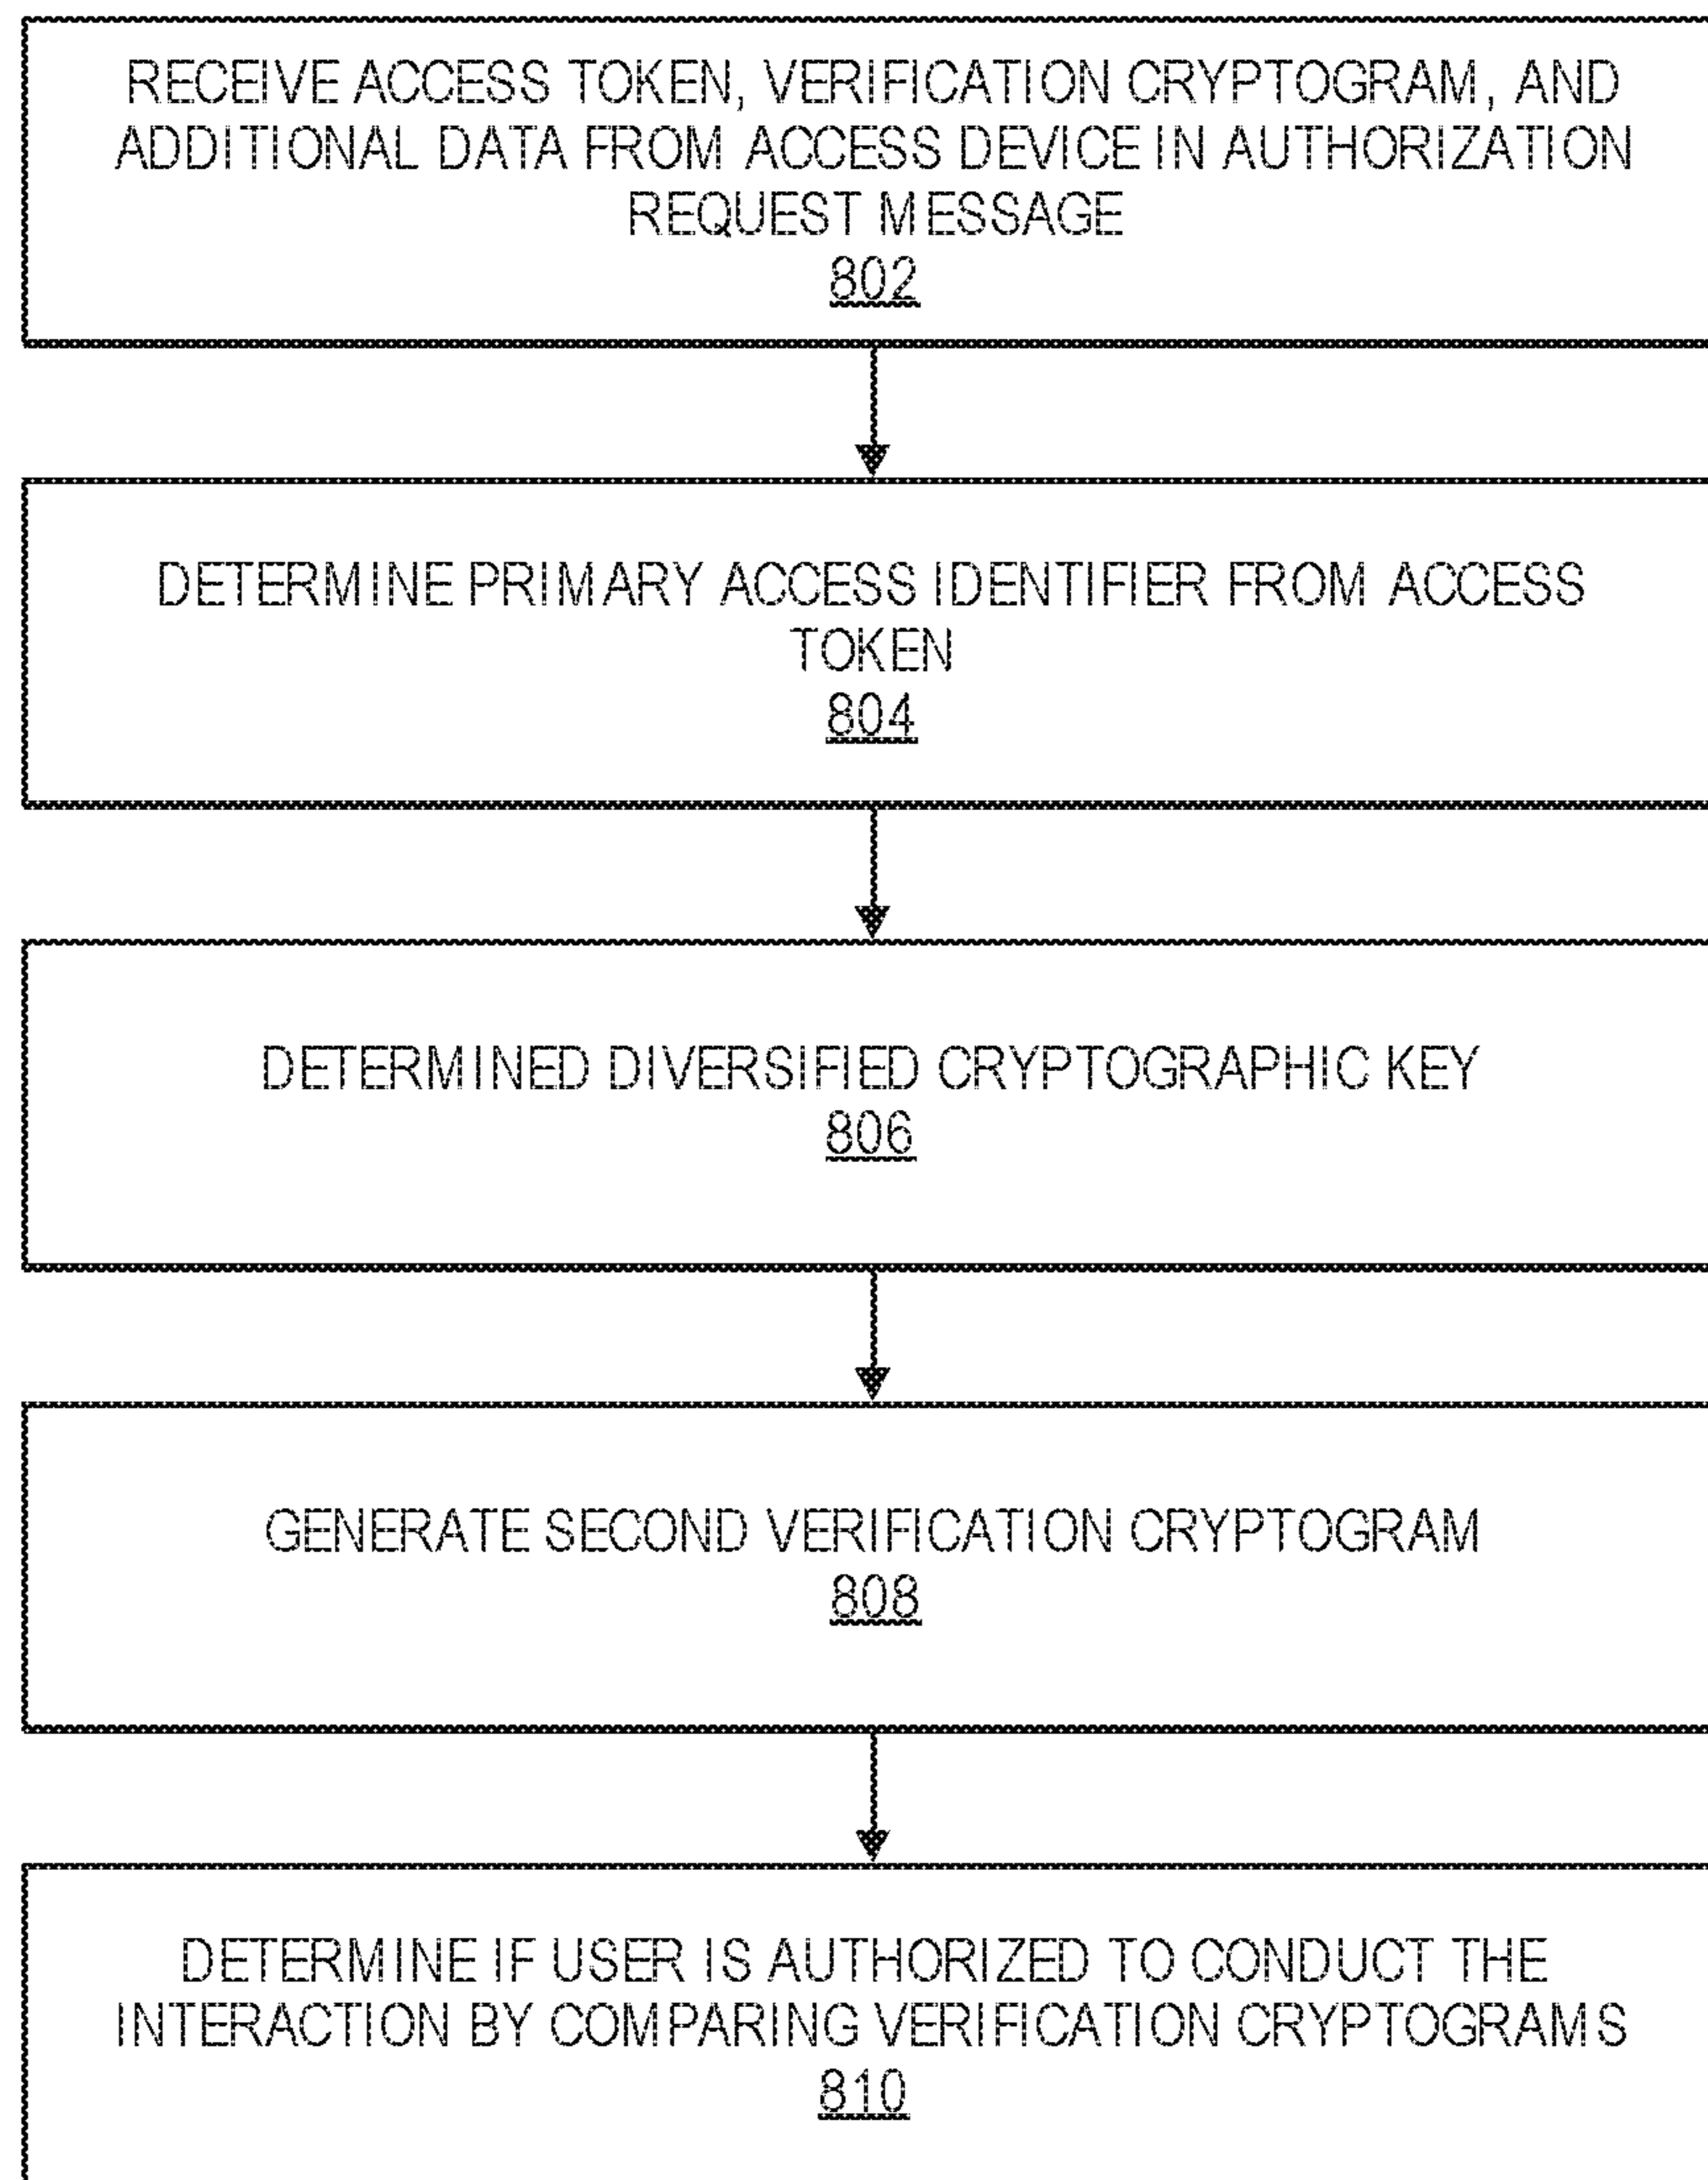 RECEIVE ACCESS TOKEN, VERIFICATION CRYPTOGRAM, AND
ADDITIONAL DATA FROM ACCESS DEVICE IN AUTHORIZATION
REQUEST MESSAGE
802
DETERMINE PRIMARY ACCESS IDENTIFIER FROM ACCESS
TOKEN
804
DETERMINED DIVERSIFIED CRYPTOGRAPHIC KEY
806
GENERATE SECOND VERIFICATION CRYPTOGRAM
808
DETERMINE IF USER IS AUTHORIZED TO CONDUCT THE
INTERACTION BY COMPARING VERIFICATION CRYPTOGRAMS
810